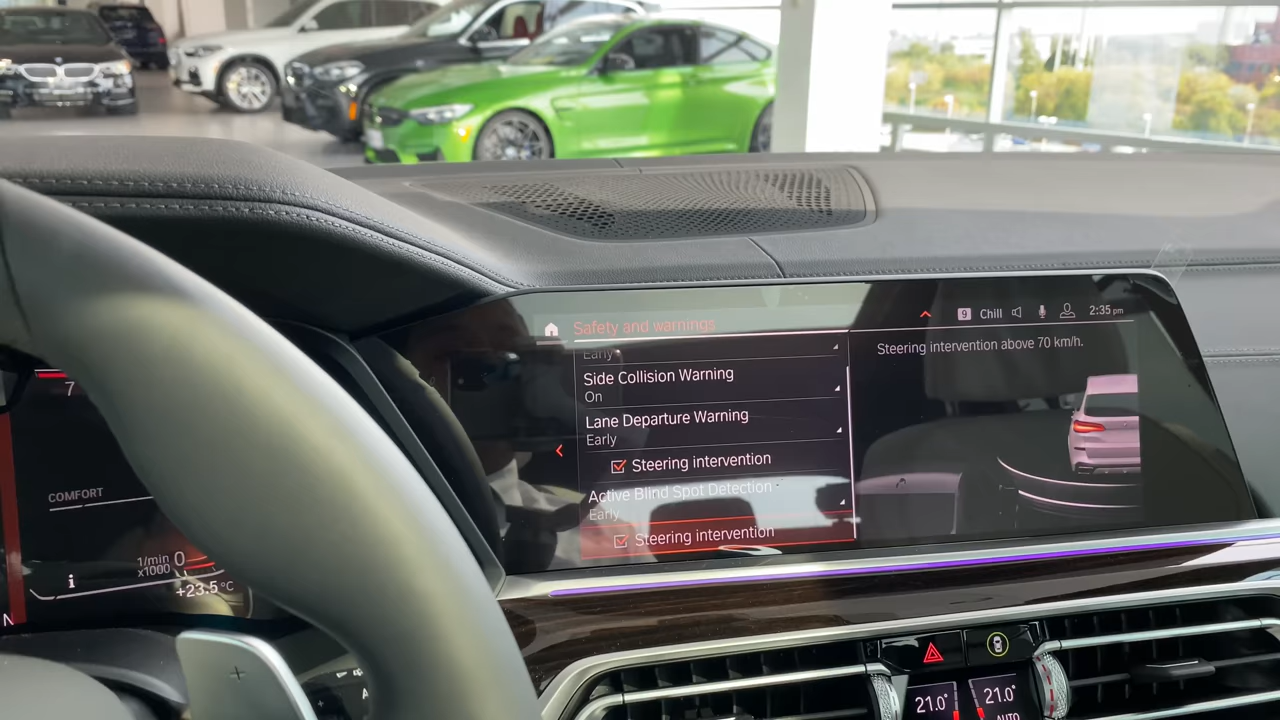 9 Chill 2:35 pm
Safety and warnings
Early
Side Collision Warning
On
Lane Departure Warning
Early
Steering intervention
Active Blind Spot Detection
Early
Steering intervention
Steering intervention above 70 km/h.
7
COMFORT
1/min
x1000
0
i
+23.5 °C
N
+
A
21.0°
21.0°
AUTO